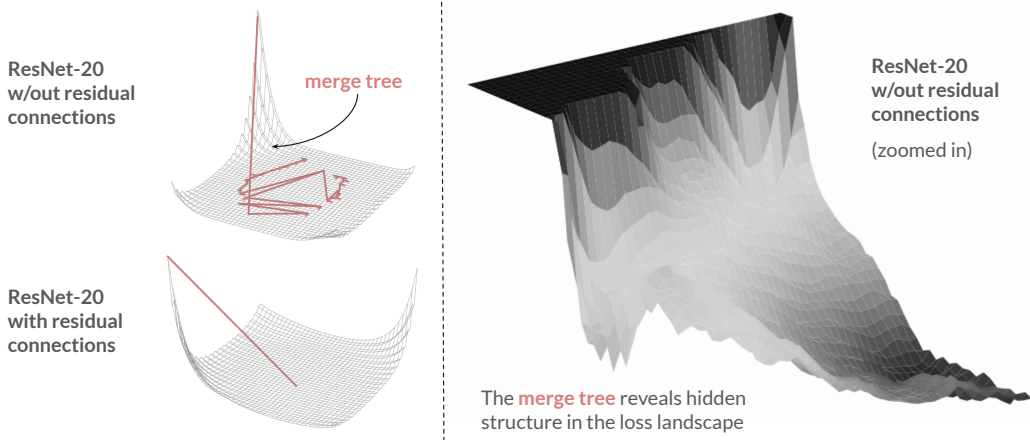 ResNet-20
w/out residual
connections
merge tree
ResNet-20
with residual
connections
ResNet-20
w/out residual
connections
(zoomed in)
The merge tree reveals hidden
structure in the loss landscape